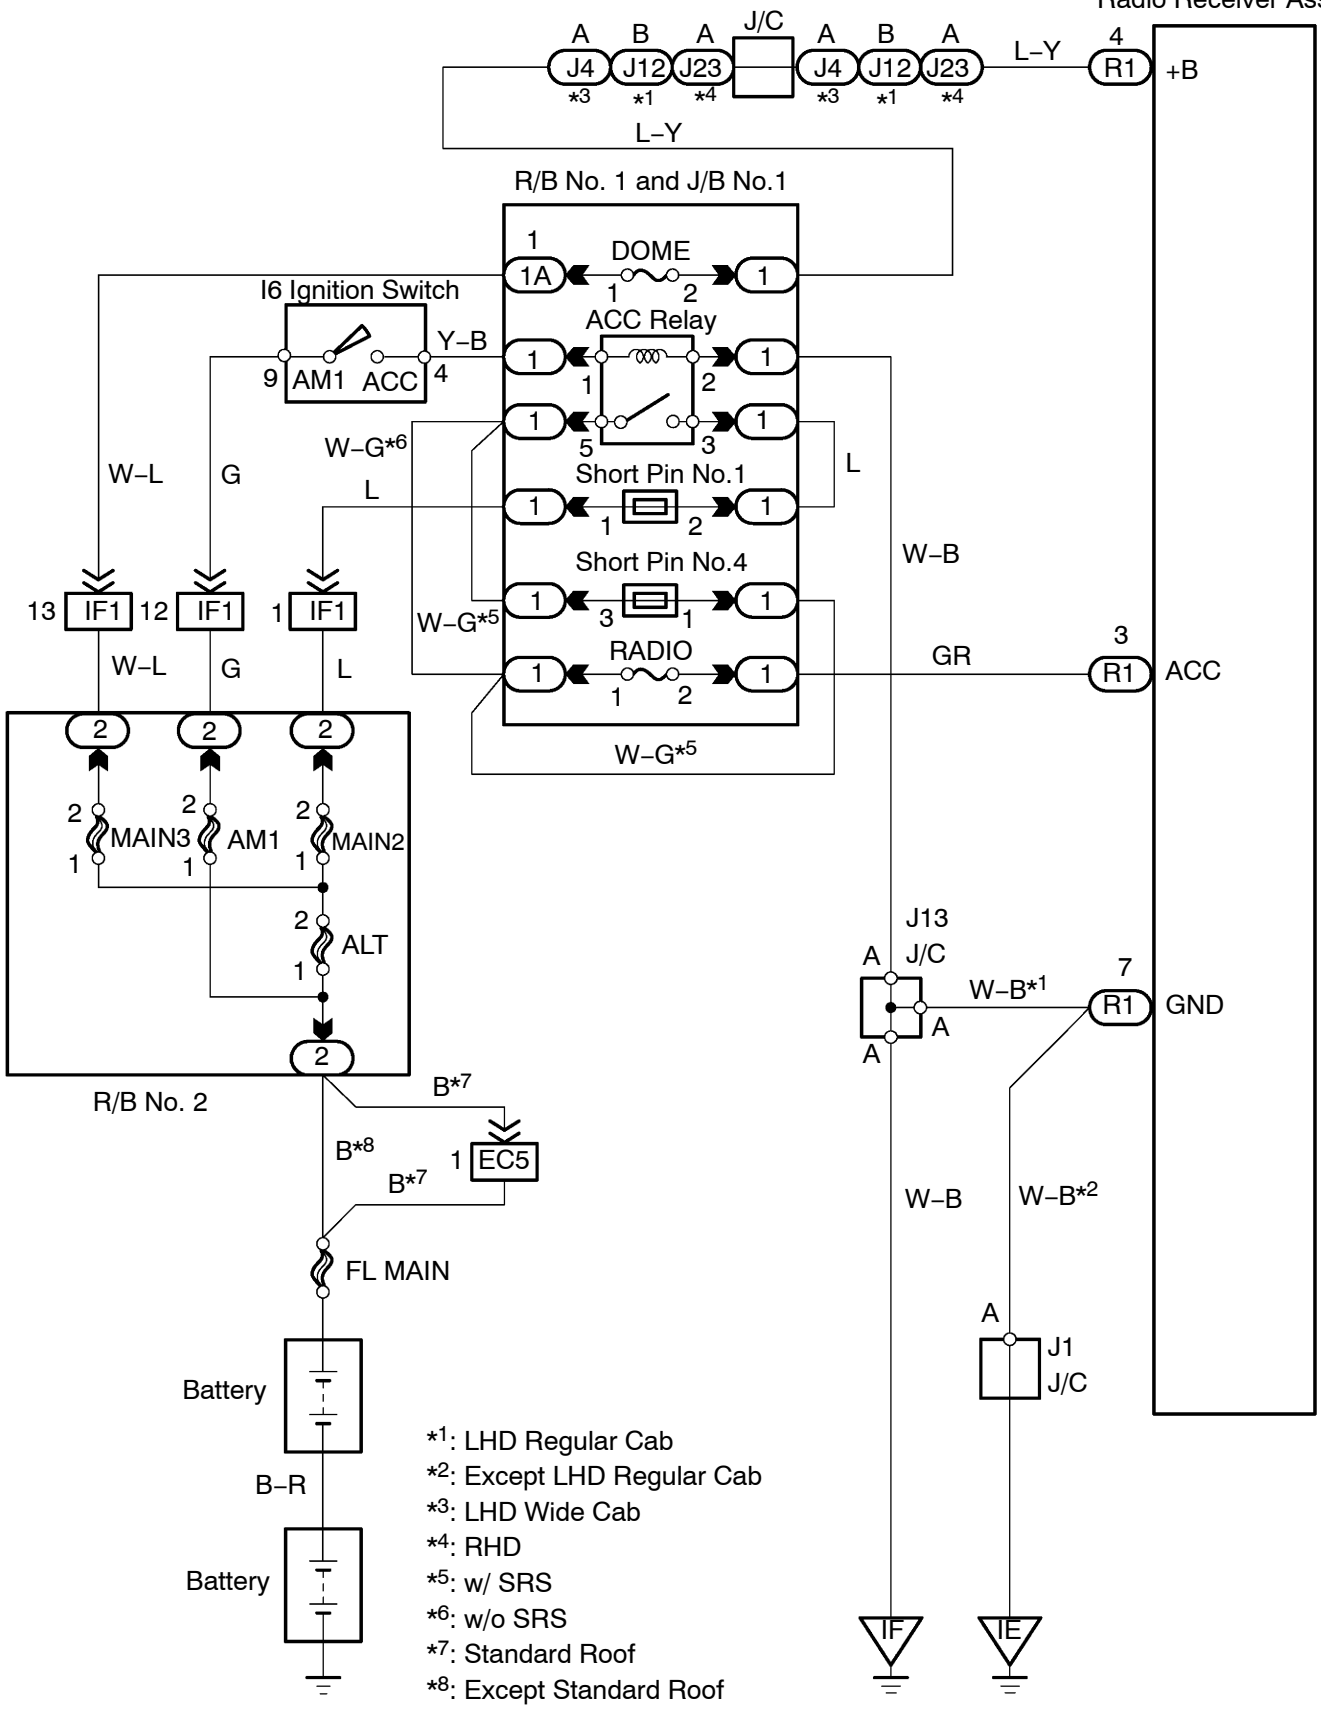 Radio Receiver Ass
A B A J/C A B A
J4 J12 J23 J4 J12 J23 L–Y 4 R1 +B
*3 *1 *4 *3 *1 *4
L–Y
R/B No. 1 and J/B No.1
1
1A DOME 1
1 2
I6 Ignition Switch
ACC Relay
Y–B 1 1
9 AM1 ACC 4 1 2
1 1
W–G*6 5 3
W–L G L Short Pin No.1 L
1 1 2 1
W–B
Short Pin No.4
13 IF1 12 IF1 1 IF1 1 3 1 1
W–G*5
RADIO 3
W–L G L 1 1 GR R1 ACC
1 2
2 2 2
W–G*5
2 2 2
MAIN3 AM1 MAIN2
1 1 1
2
ALT
1
J13
J/C
A
W–B*1 7 R1 GND
A
A
2
R/B No. 2
B*7
B*8
1 EC5
B*7
W–B W–B*2
FL MAIN
A
J1
J/C
Battery
B–R
Battery
*1: LHD Regular Cab
*2: Except LHD Regular Cab
*3: LHD Wide Cab
*4: RHD
*5: w/ SRS
*6: w/o SRS
*7: Standard Roof
*8: Except Standard Roof
IF IE